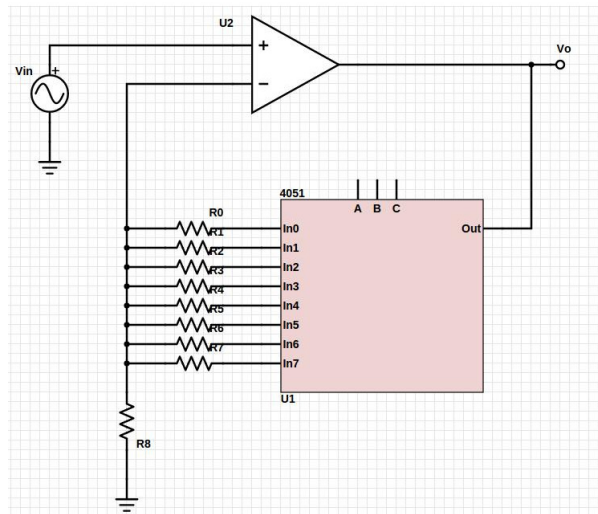 U2
Vin
+
+
−
Vo
4051
A B C
R0
In0
Out
R1
In1
R2
In2
R3
In3
R4
In4
R5
In5
R6
In6
R7
In7
U1
R8